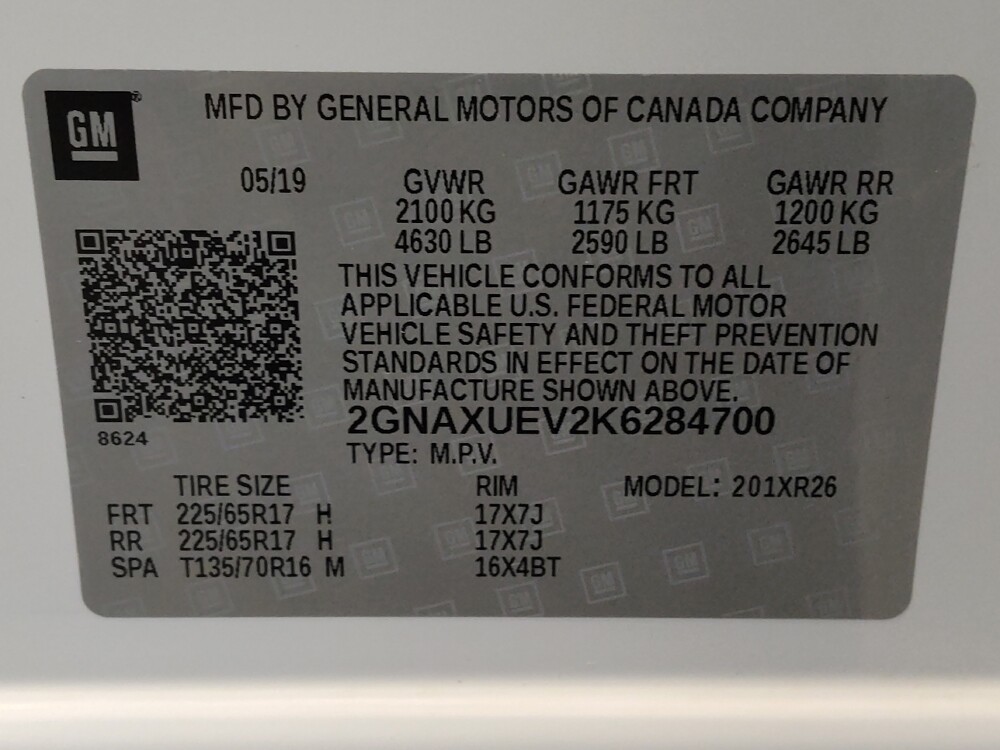 GM
MFD BY GENERAL MOTORS OF CANADA COMPANY
05/19 GVWR GAWR FRT GAWR RR
2100 KG 1175 KG 1200 KG
4630 LB 2590 LB 2645 LB
THIS VEHICLE CONFORMS TO ALL
APPLICABLE U.S. FEDERAL MOTOR
VEHICLE SAFETY AND THEFT PREVENTION
STANDARDS IN EFFECT ON THE DATE OF
MANUFACTURE SHOWN ABOVE.
2GNAXUEV2K6284700
8624
TYPE: M.P.V.
TIRE SIZE RIM MODEL: 201XR26
FRT 225/65R17 H 17X7J
RR 225/65R17 H 17X7J
SPA T135/70R16 M 16X4BT